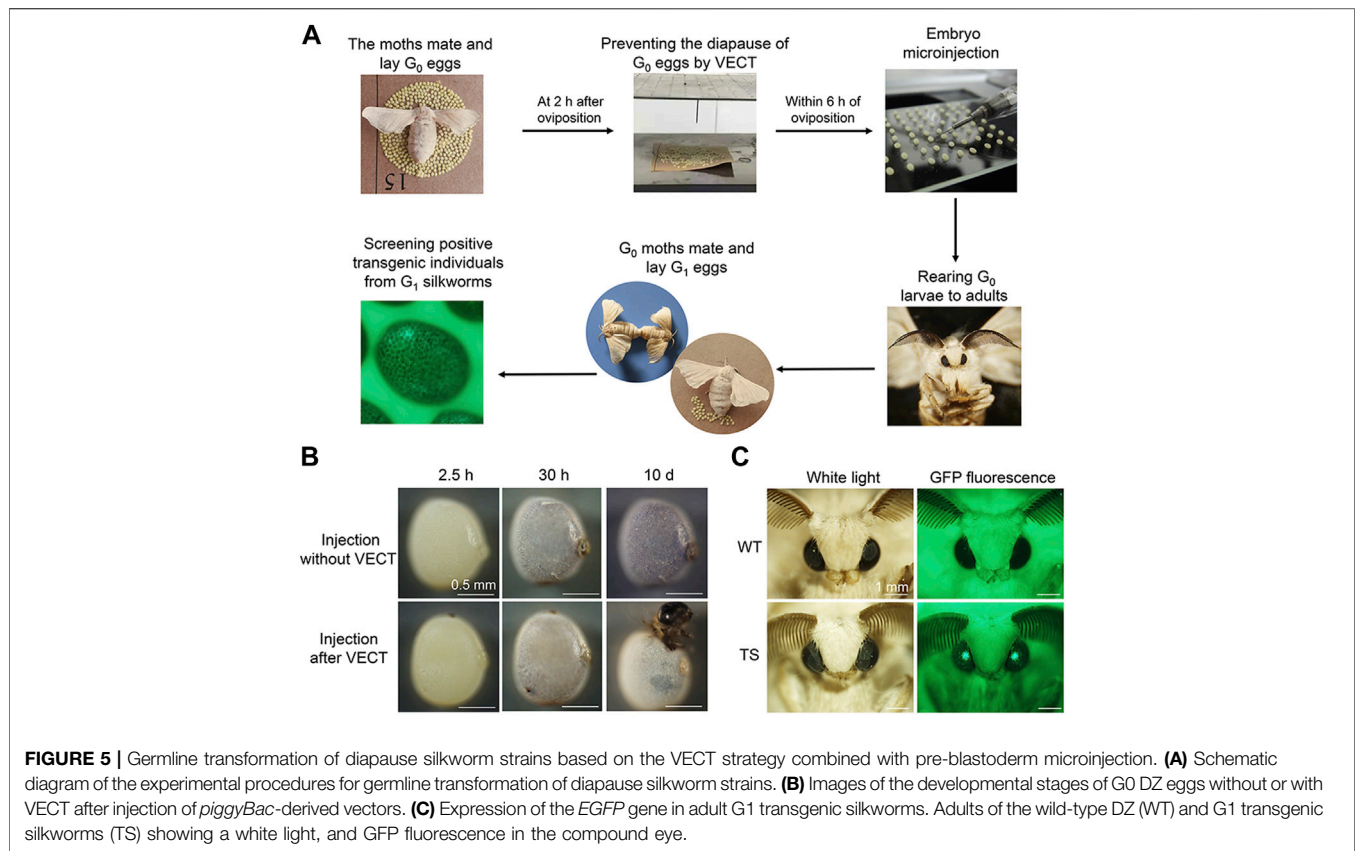 A
The moths mate and
lay G₀ eggs
At 2 h after
oviposition
Preventing the diapause of
G₀ eggs by VECT
Within 6 h of
oviposition
Embryo
microinjection
15
Rearing G₀
larvae to adults
G₀ moths mate and
lay G₁ eggs
Screening positive
transgenic individuals
from G₁ silkworms
B
2.5 h 30 h 10 d
Injection
without VECT
0.5 mm
Injection
after VECT
C
White light GFP fluorescence
WT
1 mm
TS
FIGURE 5 | Germline transformation of diapause silkworm strains based on the VECT strategy combined with pre-blastoderm microinjection. (A) Schematic
diagram of the experimental procedures for germline transformation of diapause silkworm strains. (B) Images of the developmental stages of G0 DZ eggs without or with
VECT after injection of piggyBac-derived vectors. (C) Expression of the EGFP gene in adult G1 transgenic silkworms. Adults of the wild-type DZ (WT) and G1 transgenic
silkworms (TS) showing a white light, and GFP fluorescence in the compound eye.